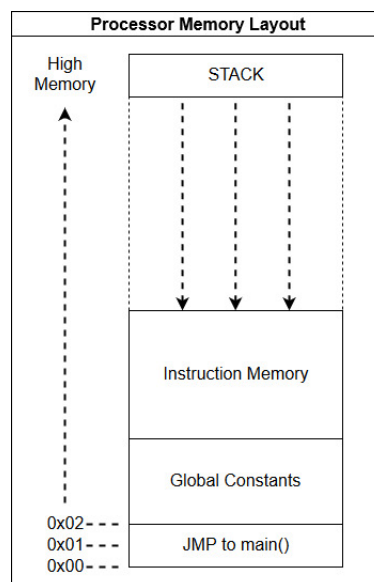 Processor Memory Layout
High
Memory
STACK
Instruction Memory
Global Constants
0x02
0x01
JMP to main()
0x00